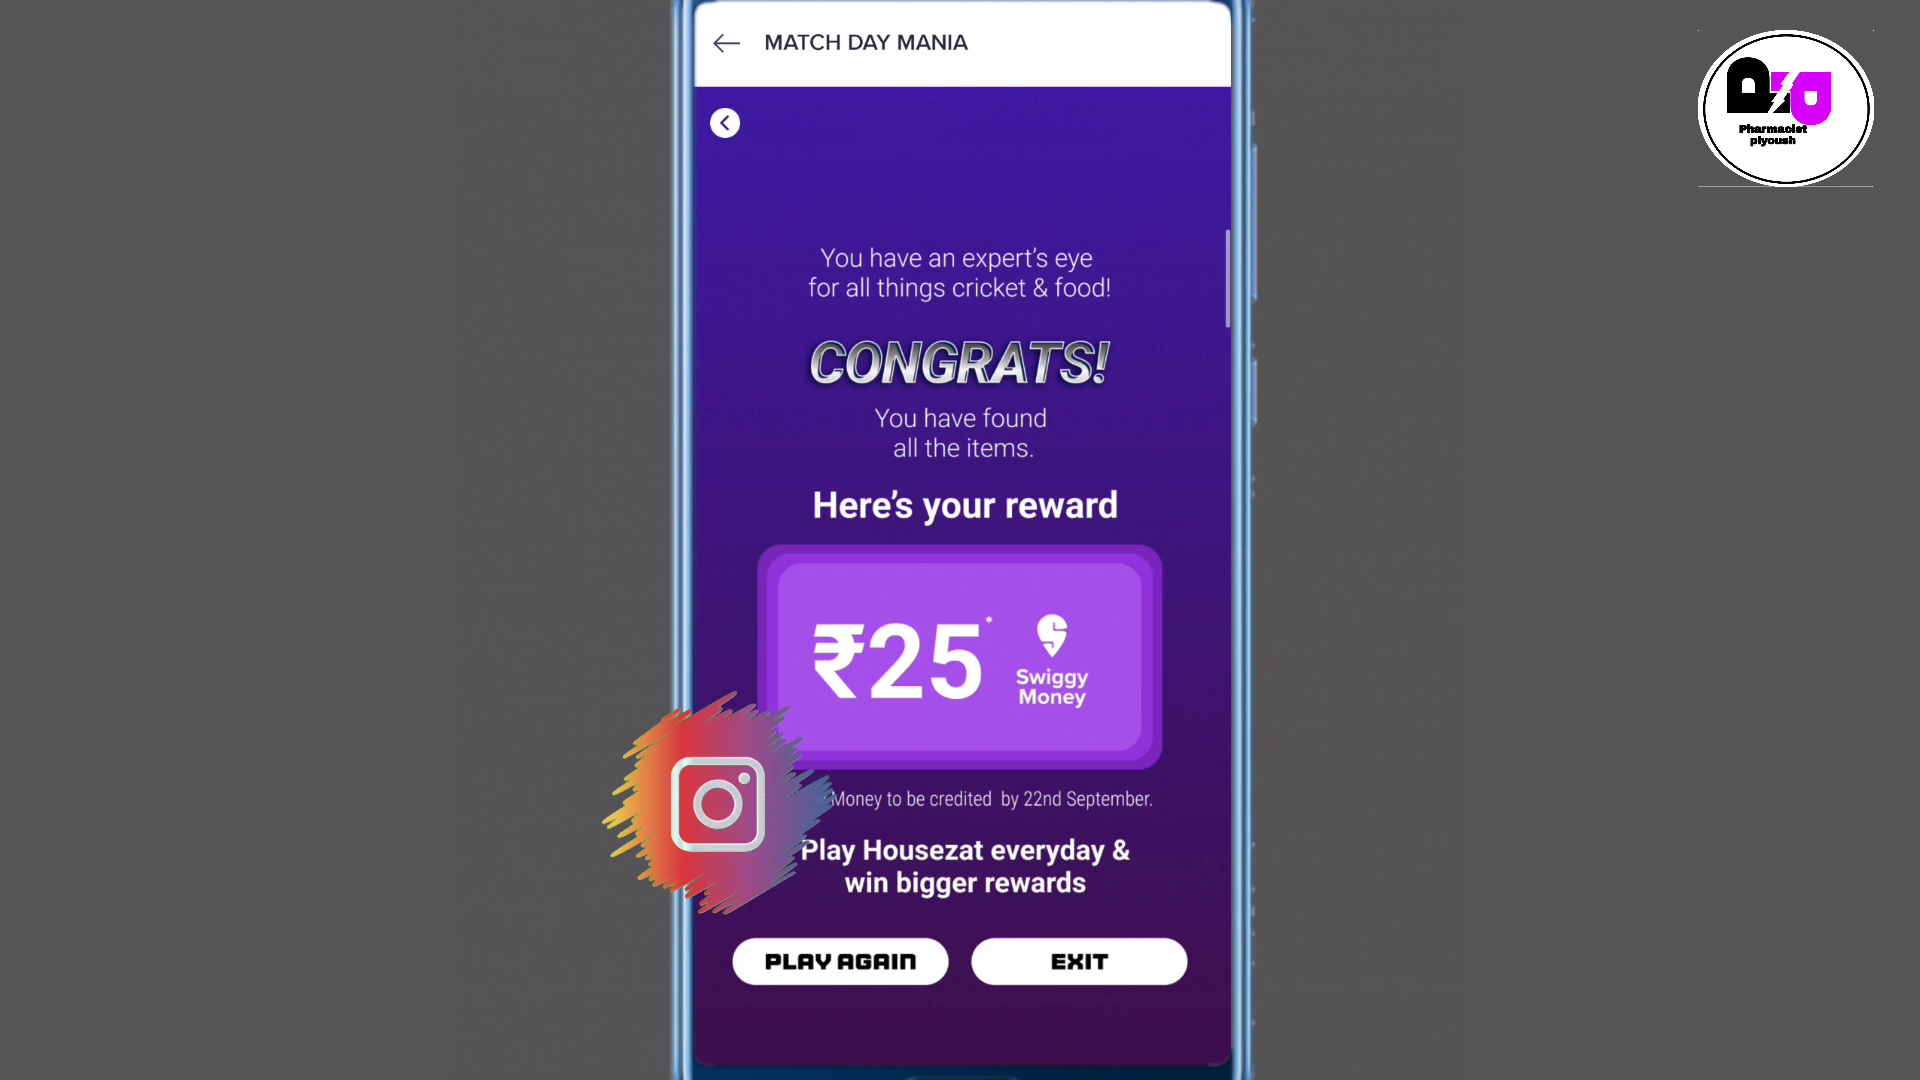 MATCH DAY MANIA
You have an expert’s eye
for all things cricket & food!
CONGRATS!
You have found
all the items.
Here’s your reward
₹25*
Swiggy
Money
Money to be credited by 22nd September.
Play Housezat everyday &
win bigger rewards
PLAY AGAIN
EXIT
Pharmacist
piyoush